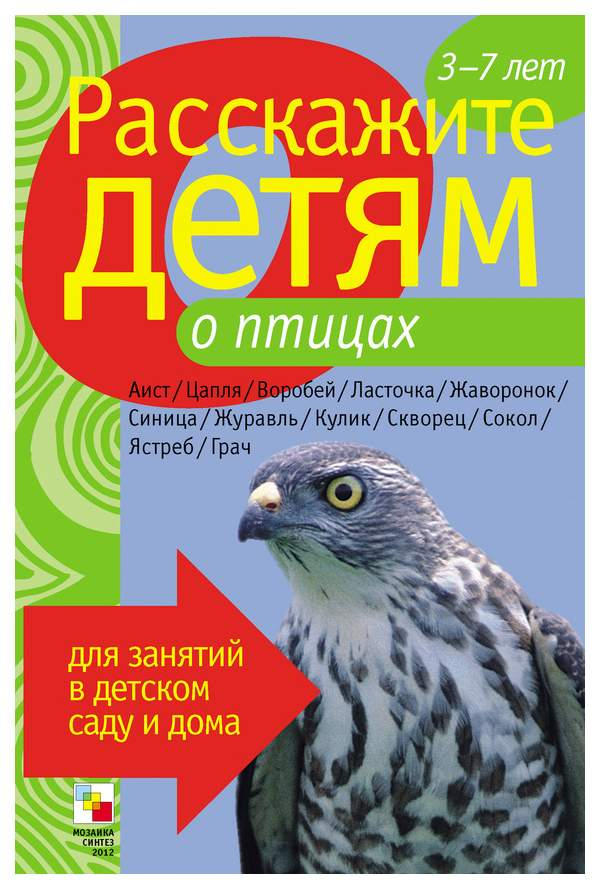 3–7 лет
Расскажите
детям
о птицах
Аист / Цапля / Воробей / Ласточка / Жаворонок /
Синица / Журавль / Кулик / Скворец / Сокол /
Ястреб / Грач
для занятий
в детском
саду и дома
МОЗАИКА
СИНТЕЗ
2012